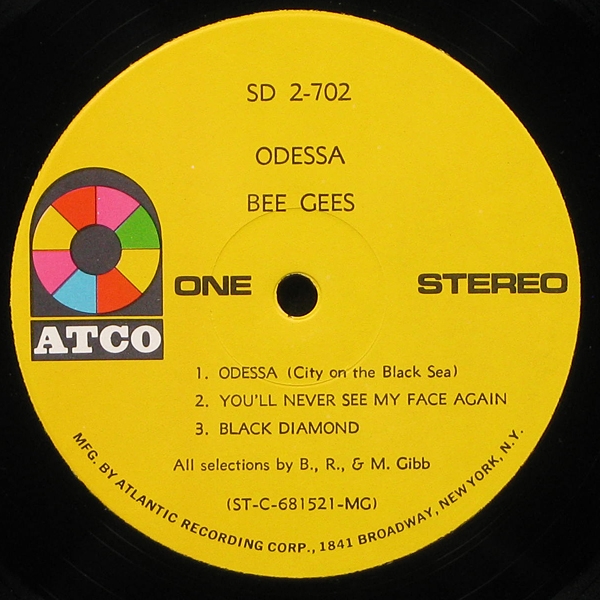 SD 2-702
ODESSA
BEE GEES
ATCO
ONE
STEREO
1. ODESSA (City on the Black Sea)
2. YOU'LL NEVER SEE MY FACE AGAIN
3. BLACK DIAMOND
All selections by B., R., & M. Gibb
(ST-C-681521-MG)
MFG. BY ATLANTIC RECORDING CORP., 1841 BROADWAY, NEW YORK, N.Y.